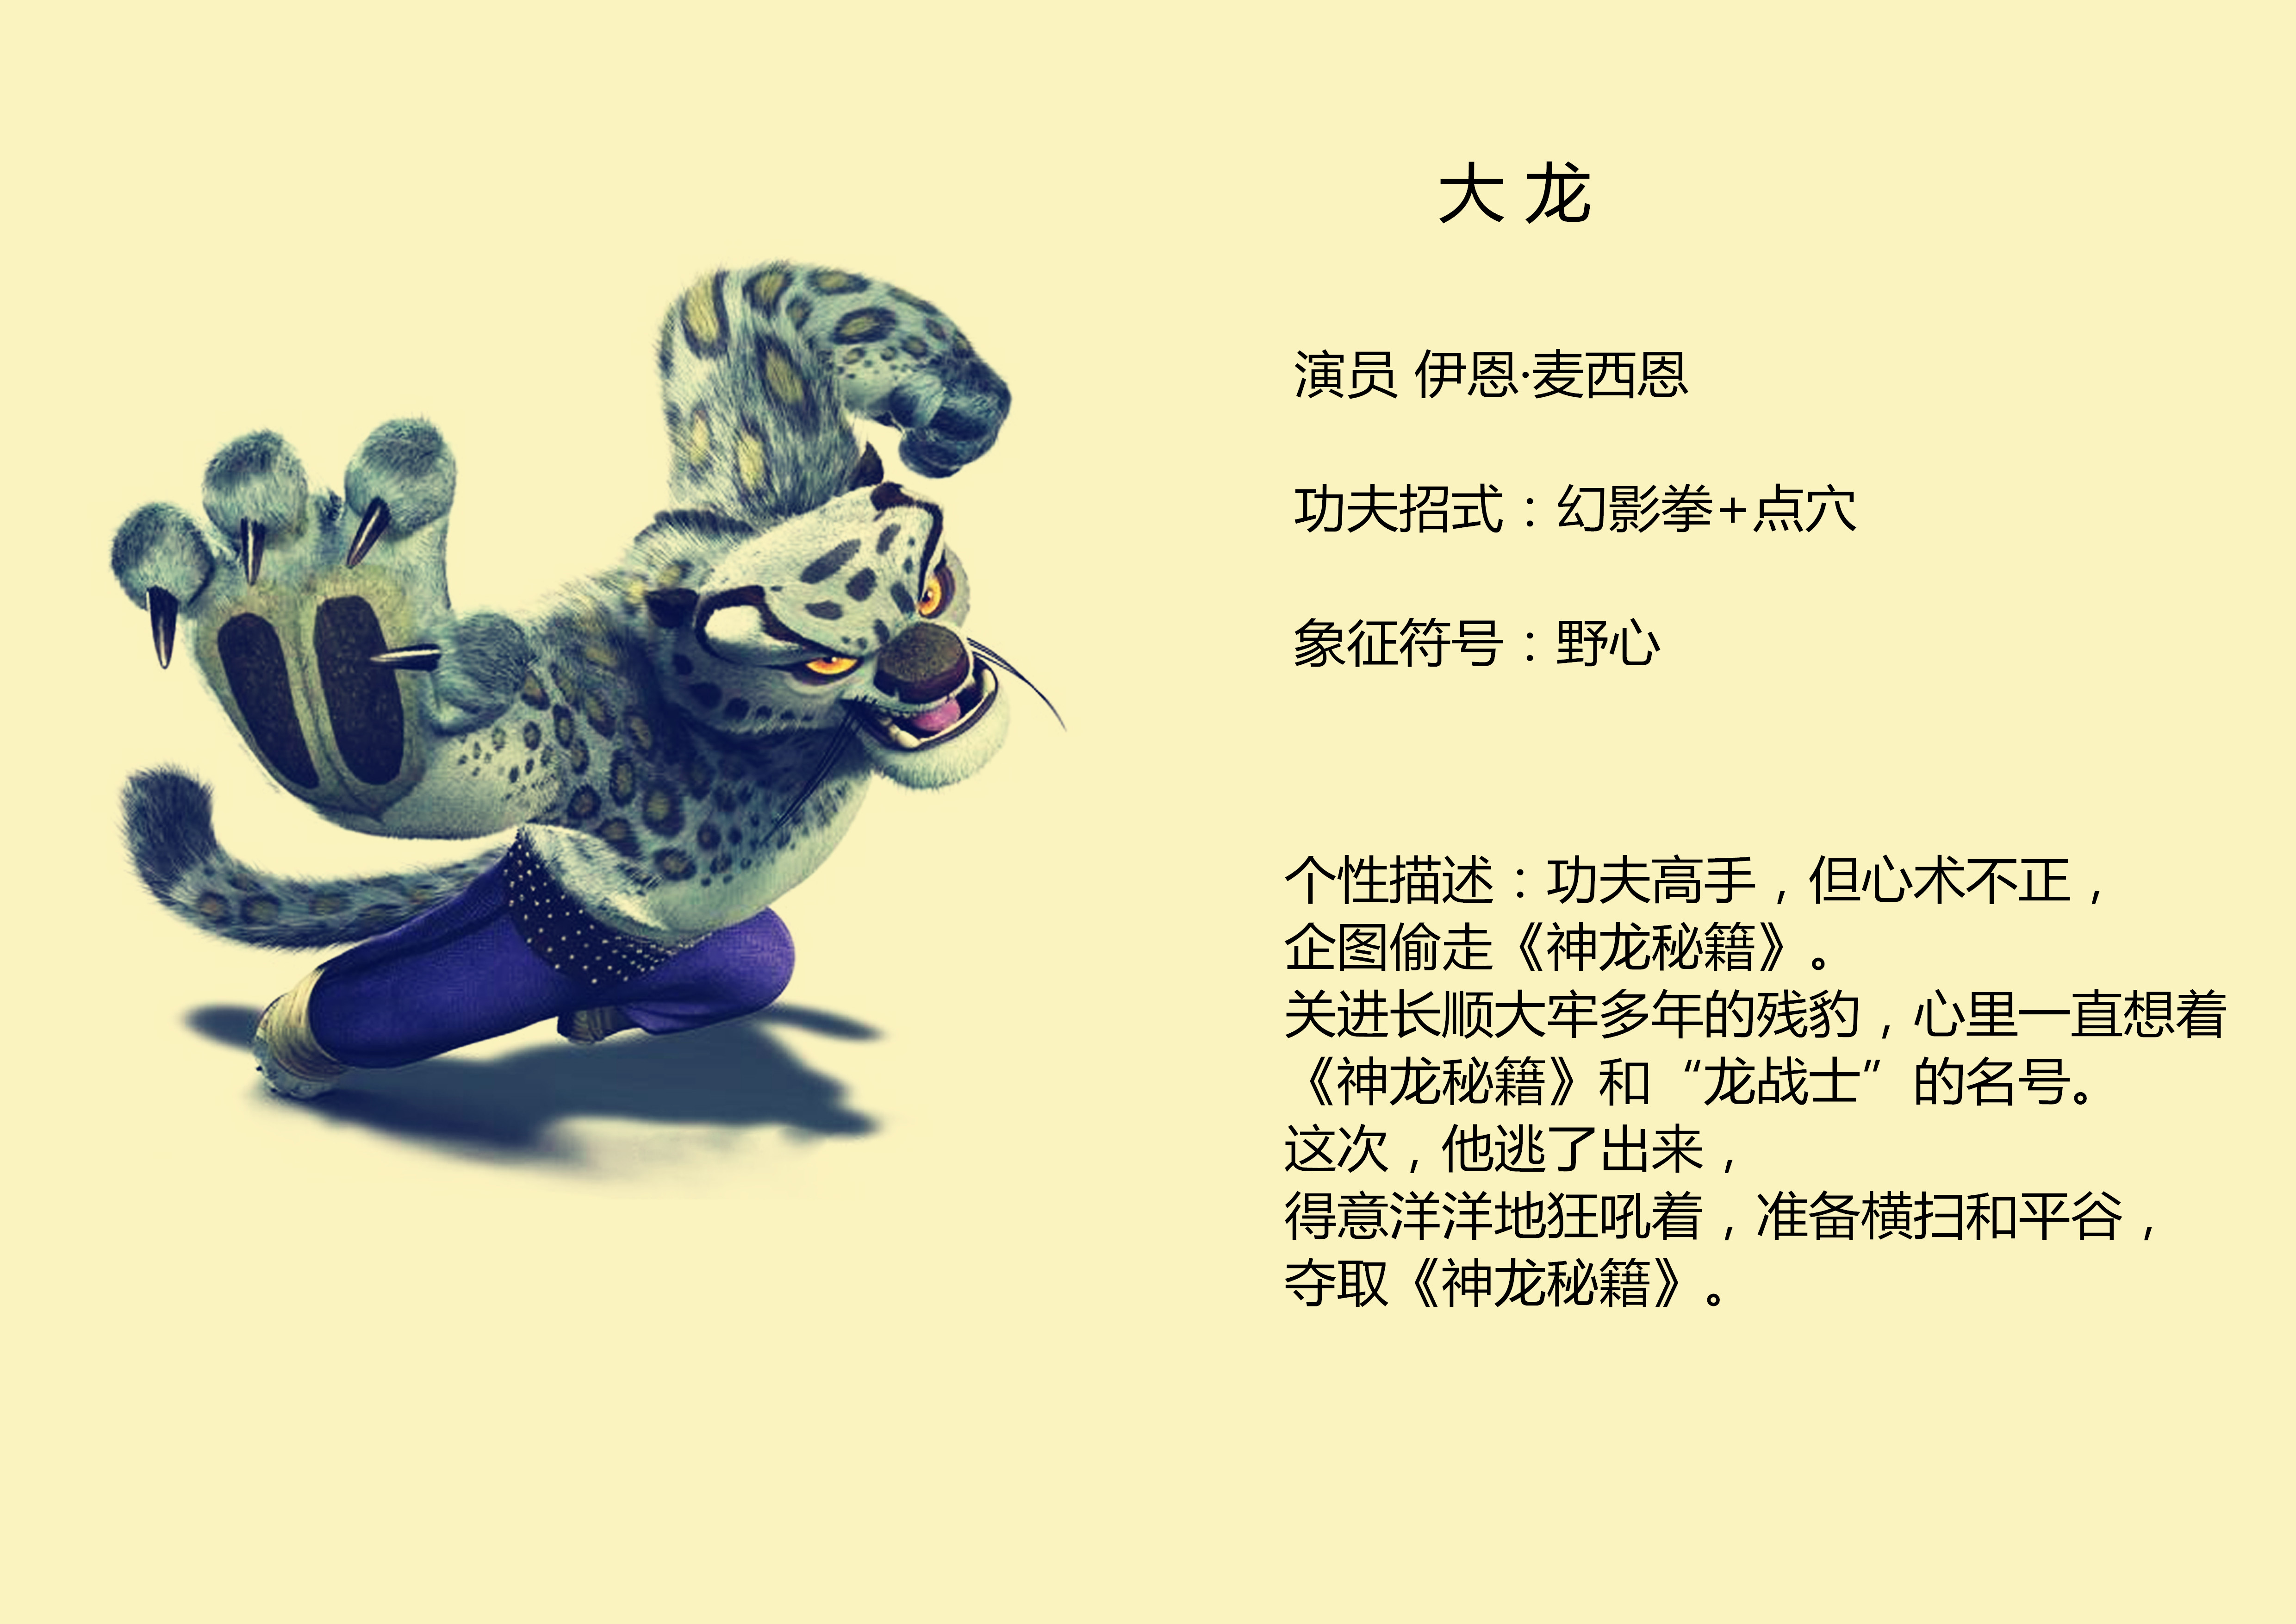 大 龙
演员 伊恩·麦西恩
功夫招式：幻影拳+点穴
象征符号：野心
个性描述：功夫高手，但心术不正，
企图偷走《神龙秘籍》。
关进长顺大牢多年的残豹，心里一直想着
《神龙秘籍》和“龙战士”的名号。
这次，他逃了出来，
得意洋洋地狂吼着，准备横扫和平谷，
夺取《神龙秘籍》。